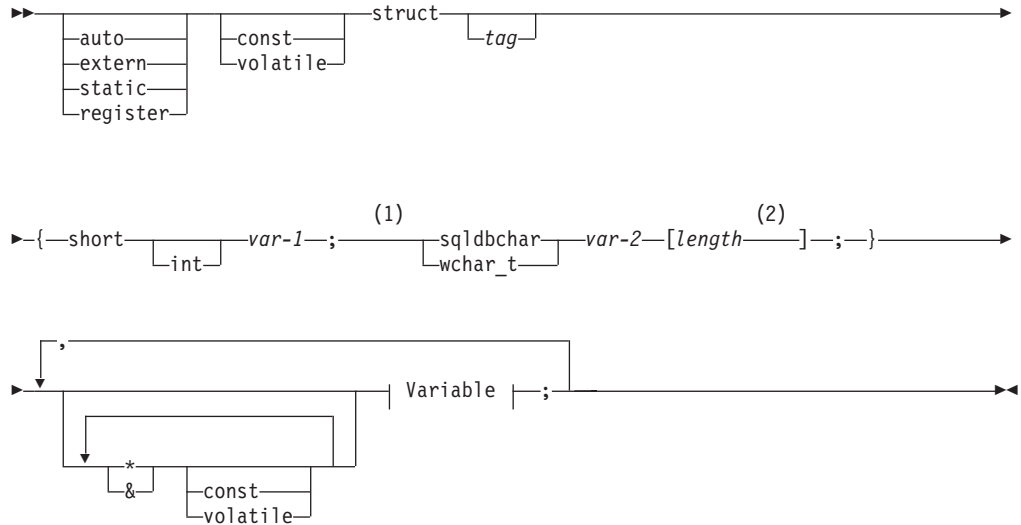 struct
auto const tag
extern volatile
static
register
(1) (2)
{ short var-1 ; sqldbchar var-2 [ length ] ; }
int wchar_t
,
Variable ;
*
& const
volatile